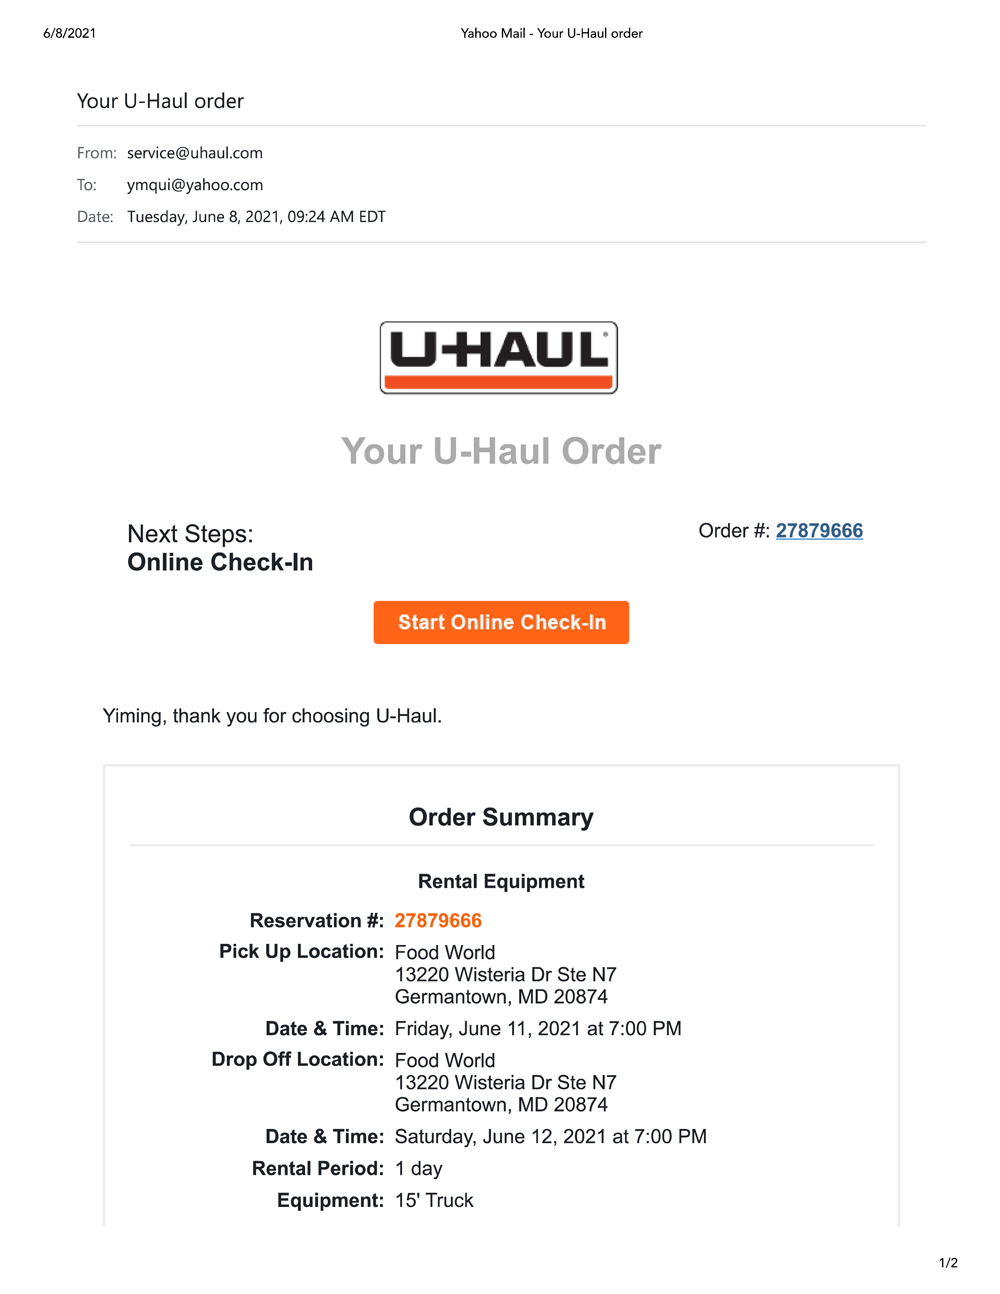 6/8/2021
Yahoo Mail - Your U-Haul order
Your U-Haul order
From: service@uhaul.com
To: ymqui@yahoo.com
Date: Tuesday, June 8, 2021, 09:24 AM EDT
U-HAUL®
Your U-Haul Order
Next Steps:
Online Check-In
Order #: 27879666
Start Online Check-In
Yiming, thank you for choosing U-Haul.
Order Summary
Rental Equipment
Reservation #: 27879666
Pick Up Location: Food World
13220 Wisteria Dr Ste N7
Germantown, MD 20874
Date & Time: Friday, June 11, 2021 at 7:00 PM
Drop Off Location: Food World
13220 Wisteria Dr Ste N7
Germantown, MD 20874
Date & Time: Saturday, June 12, 2021 at 7:00 PM
Rental Period: 1 day
Equipment: 15' Truck
1/2